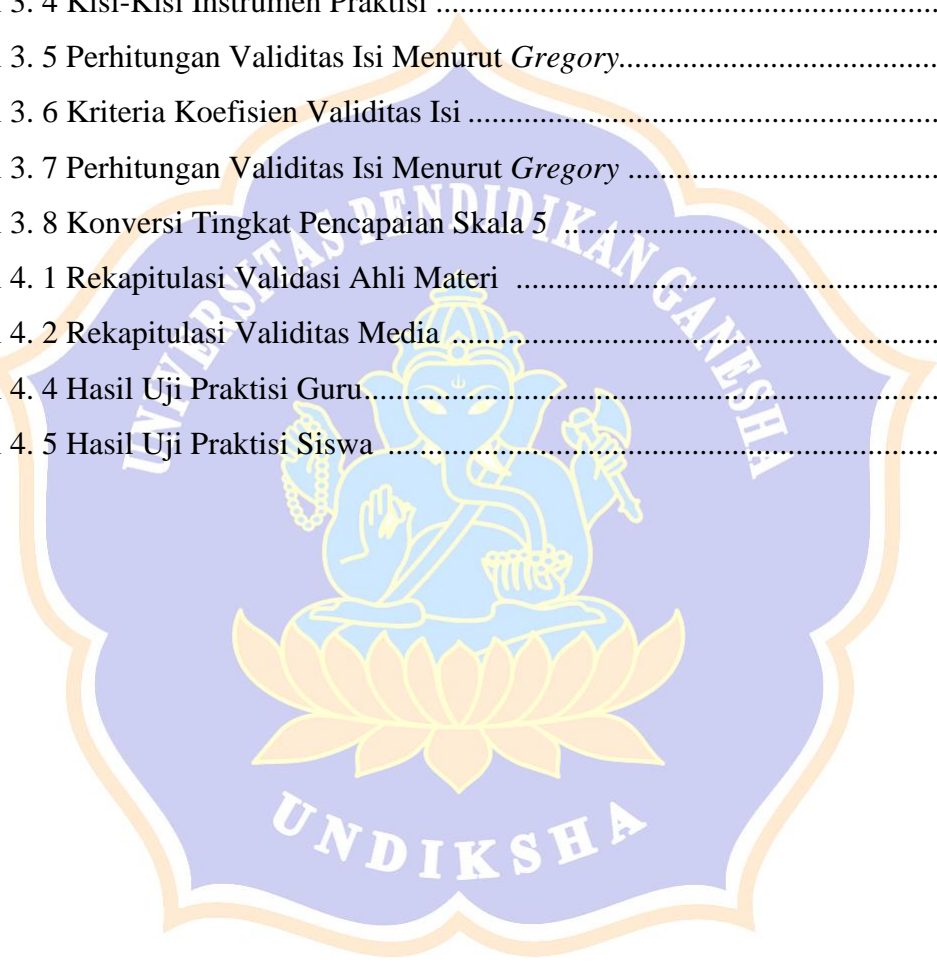 3. 4 Kisi-Kisi Instrumen Praktisi ...............................................................
3. 5 Perhitungan Validitas Isi Menurut Gregory........................................
3. 6 Kriteria Koefisien Validitas Isi ...........................................................
3. 7 Perhitungan Validitas Isi Menurut Gregory .......................................
3. 8 Konversi Tingkat Pencapaian Skala 5 ...............................................
4. 1 Rekapitulasi Validasi Ahli Materi .....................................................
4. 2 Rekapitulasi Validitas Media .............................................................
4. 4 Hasil Uji Praktisi Guru........................................................................
4. 5 Hasil Uji Praktisi Siswa .....................................................................
UNIVERSITAS PENDIDIKAN GANESHA
UNDIKSHA